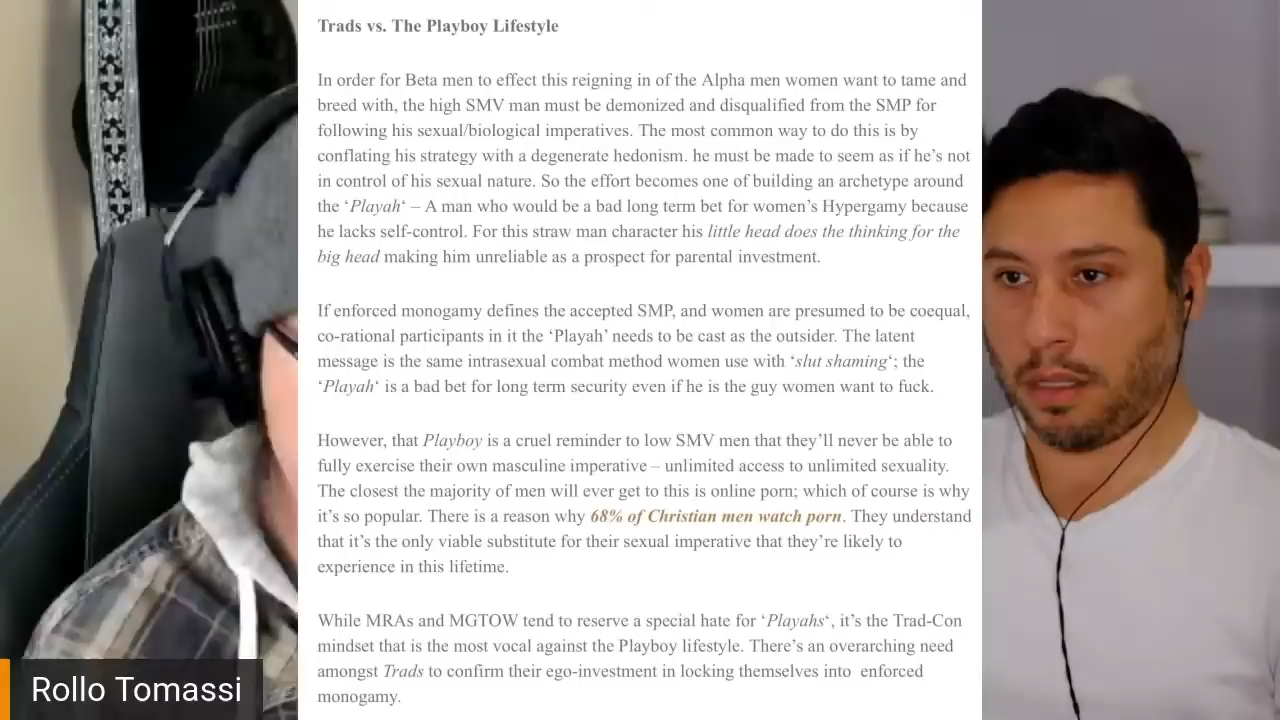 Trads vs. The Playboy Lifestyle
In order for Beta men to effect this reigning in of the Alpha men women want to tame and
breed with, the high SMV man must be demonized and disqualified from the SMP for
following his sexual/biological imperatives. The most common way to do this is by
conflating his strategy with a degenerate hedonism. he must be made to seem as if he's not
in control of his sexual nature. So the effort becomes one of building an archetype around
the ‘Playah‘ – A man who would be a bad long term bet for women's Hypergamy because
he lacks self-control. For this straw man character his little head does the thinking for the
big head making him unreliable as a prospect for parental investment.
If enforced monogamy defines the accepted SMP, and women are presumed to be coequal,
co-rational participants in it the ‘Playah’ needs to be cast as the outsider. The latent
message is the same intrasexual combat method women use with ‘slut shaming‘; the
‘Playah‘ is a bad bet for long term security even if he is the guy women want to fuck.
However, that Playboy is a cruel reminder to low SMV men that they'll never be able to
fully exercise their own masculine imperative – unlimited access to unlimited sexuality.
The closest the majority of men will ever get to this is online porn; which of course is why
it's so popular. There is a reason why 68% of Christian men watch porn. They understand
that it's the only viable substitute for their sexual imperative that they're likely to
experience in this lifetime.
While MRAs and MGTOW tend to reserve a special hate for ‘Playahs‘, it's the Trad-Con
mindset that is the most vocal against the Playboy lifestyle. There's an overarching need
amongst Trads to confirm their ego-investment in locking themselves into  enforced
monogamy.
Rollo Tomassi